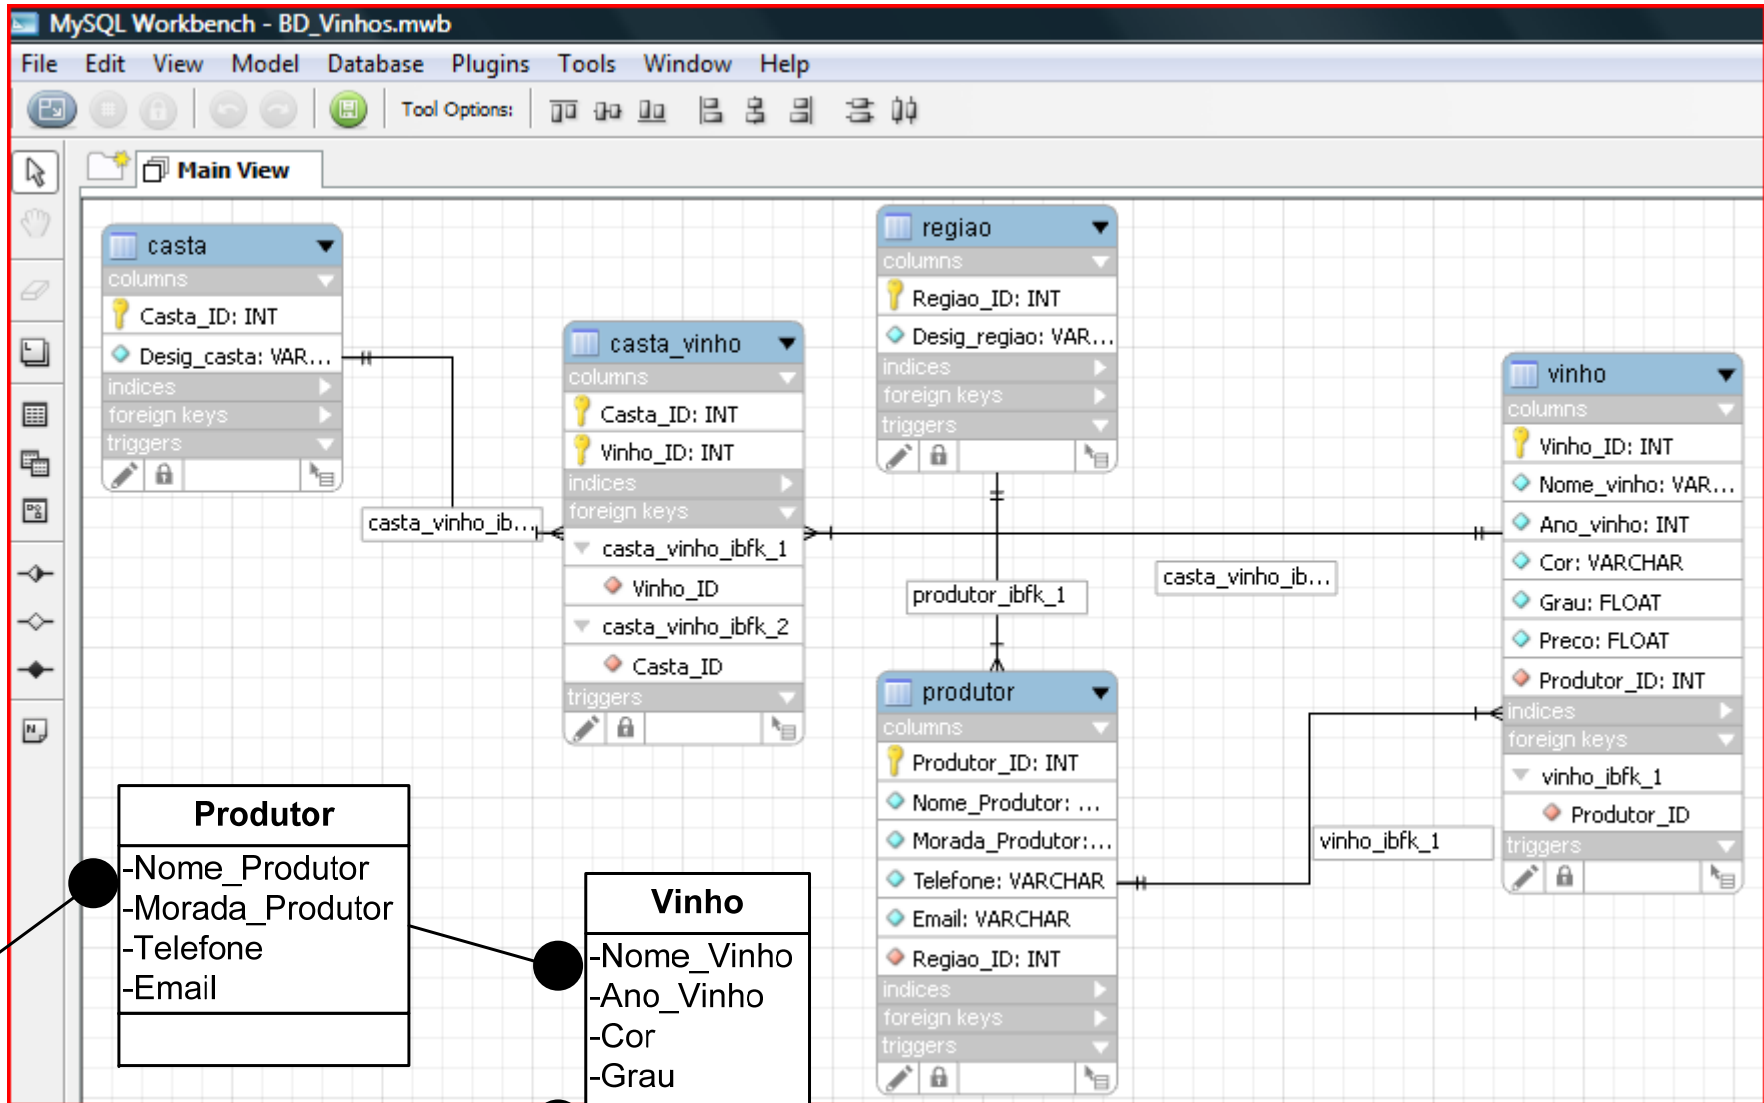 MySQL Workbench - BD_Vinhos.mwb
File Edit View Model Database Plugins Tools Window Help
Tool Options:
Main View
casta
columns
Casta_ID: INT
Desig_casta: VAR...
indices
foreign keys
triggers
casta_vinho_ib...
casta_vinho
columns
Casta_ID: INT
Vinho_ID: INT
indices
foreign keys
casta_vinho_ibfk_1
Vinho_ID
casta_vinho_ibfk_2
Casta_ID
triggers
regiao
columns
Regiao_ID: INT
Desig_regiao: VAR...
indices
foreign keys
triggers
produtor_ibfk_1
casta_vinho_ib...
produtor
columns
Produtor_ID: INT
Nome_Produtor: ...
Morada_Produtor:...
Telefone: VARCHAR
Email: VARCHAR
Regiao_ID: INT
indices
foreign keys
triggers
vinho
columns
Vinho_ID: INT
Nome_vinho: VAR...
Ano_vinho: INT
Cor: VARCHAR
Grau: FLOAT
Preco: FLOAT
Produtor_ID: INT
indices
foreign keys
vinho_ibfk_1
Produtor_ID
triggers
vinho_ibfk_1
Produtor
-Nome_Produtor
-Morada_Produtor
-Telefone
-Email
Vinho
-Nome_Vinho
-Ano_Vinho
-Cor
-Grau